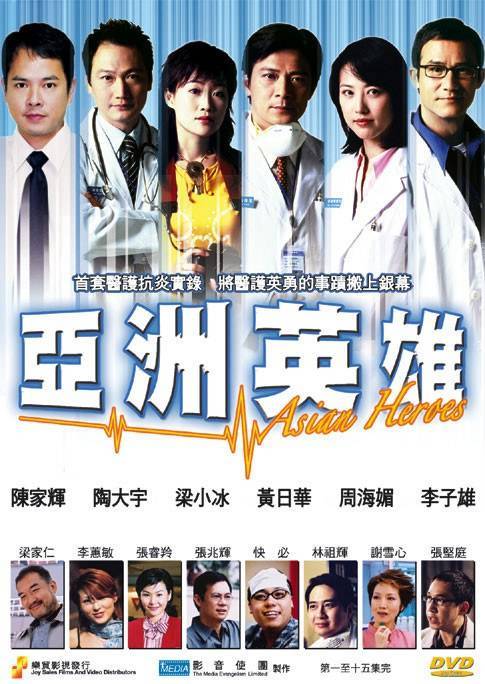 首套醫護抗炎實錄 將醫護英勇的事蹟搬上銀幕
亞洲英雄
Asian Heroes
陳家輝 陶大宇 梁小冰 黃日華 周海媚 李子雄
梁家仁 李蕙敏 張睿羚 張兆輝 快必 林祖輝 謝雪心 張堅庭
樂貿影視發行
Joy Sales Films And Video Distributors
MEDIA
影音使團 製作
The Media Evangelism Limited
第一至十五集完
DVD
VIDEO